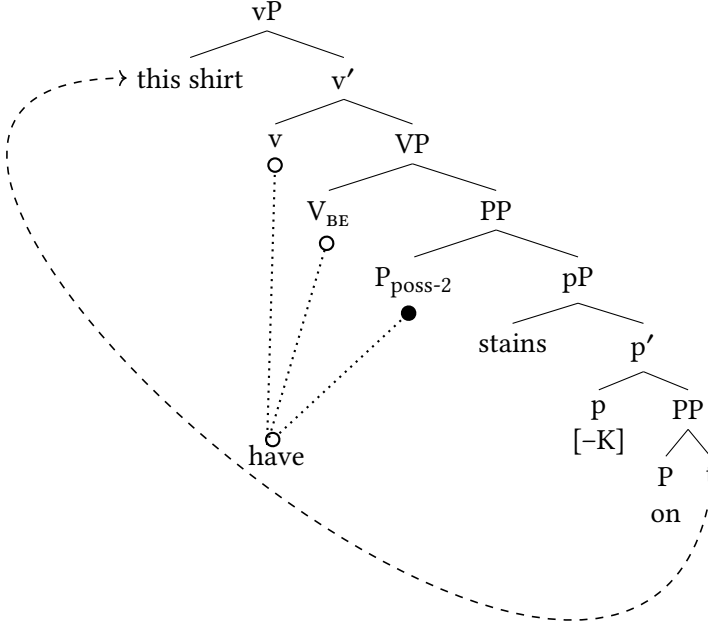 vP
this shirt v′
v VP
V_BE PP
P_poss-2 pP
stains p′
p PP
[–K]
have P
on